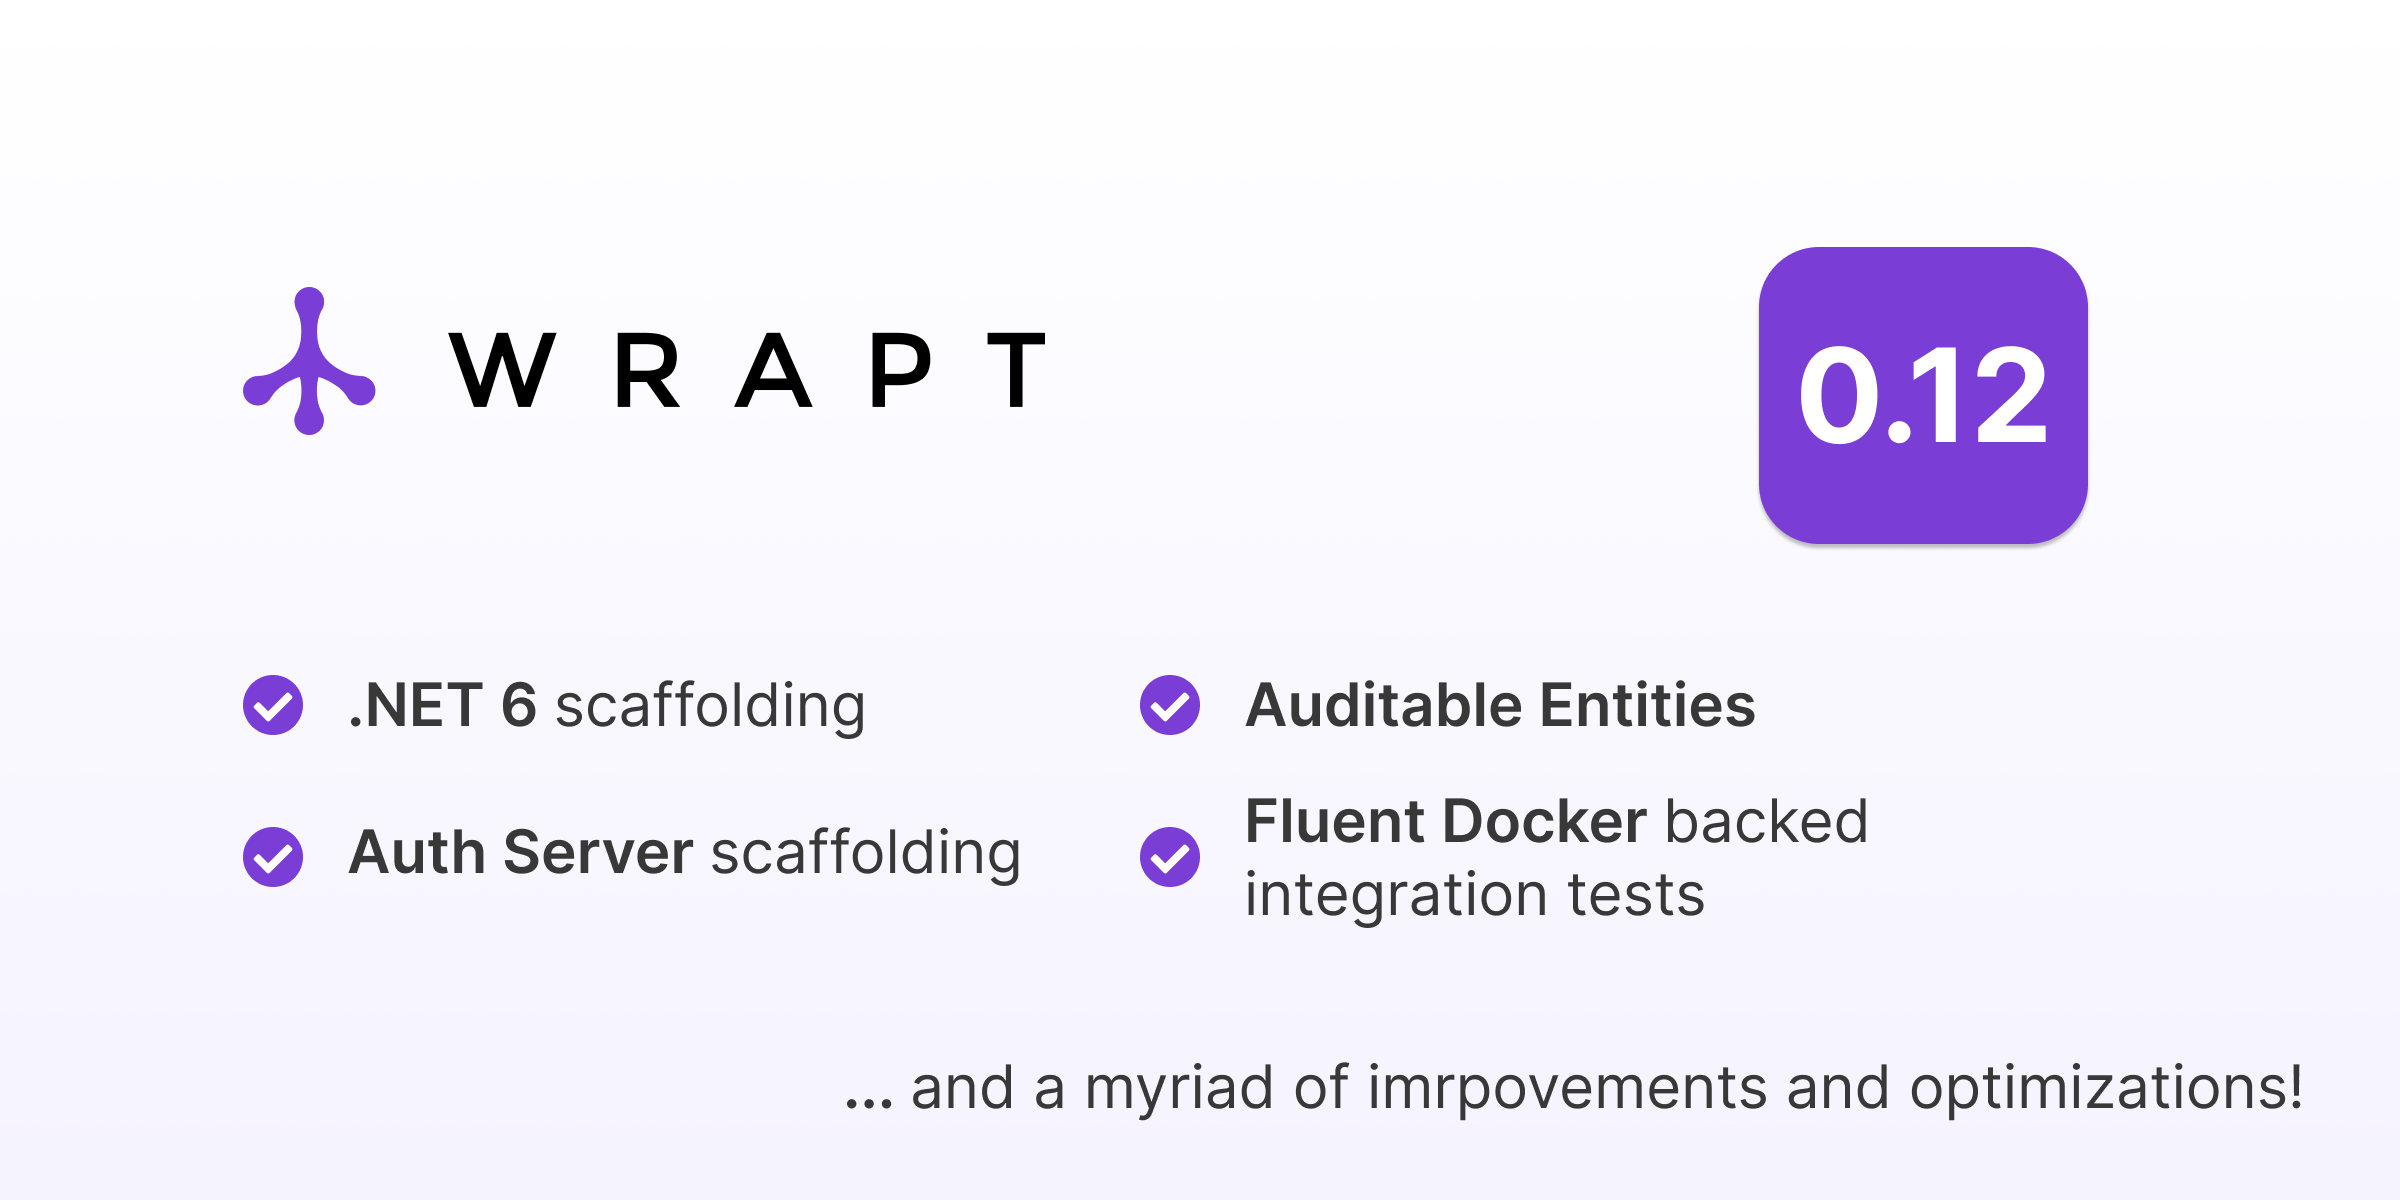 WRAPT
0.12
.NET 6 scaffolding
Auditable Entities
Auth Server scaffolding
Fluent Docker backed
integration tests
... and a myriad of imrpovements and optimizations!